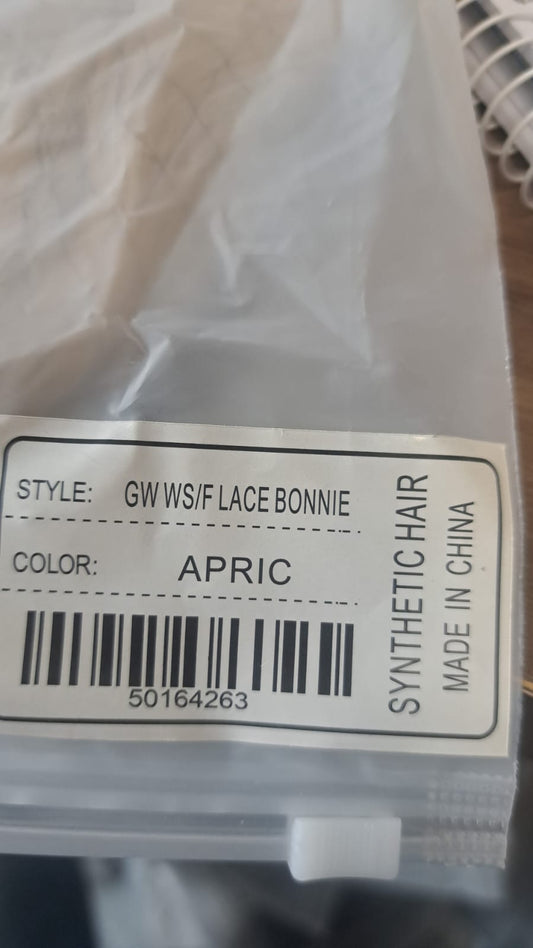 STYLE: GW WS/F LACE BONNIE
COLOR: APRIC
50164263
SYNTHETIC HAIR
MADE IN CHINA